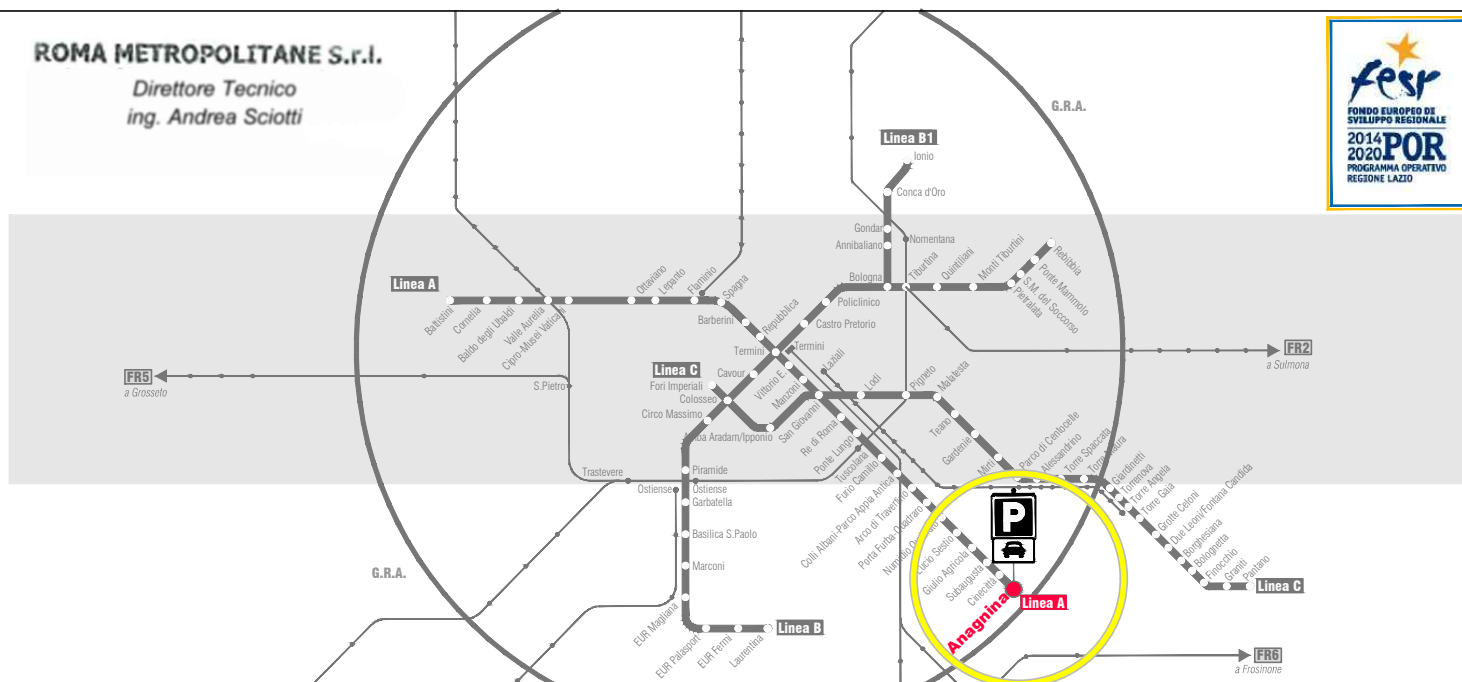 ROMA METROPOLITANE S.r.l.
Direttore Tecnico
ing. Andrea Sciotti
fesr
FONDO EUROPEO DI
SVILUPPO REGIONALE
2014
2020 POR
PROGRAMMA OPERATIVO
REGIONE LAZIO
G.R.A.
Linea B1
Ionio
Conca d'Oro
Gondar
Annibaliano
Nomentana
Bologna
Tiburtina
Quintiliani
Monti Tiburtini
Rebibbia
Ponte Mammolo
S.M. del Soccorso
Pietralata
Linea A
Battistini
Cornelia
Baldo degli Ubaldi
Valle Aurelia
Cipro-Musei Vaticani
Ottaviano
Lepanto
Flaminio
Spagna
Barberini
Repubblica
Policlinico
Castro Pretorio
Termini
Termini
Laziali
FR2
a Sulmona
FR5
a Grosseto
S.Pietro
Linea C
Fori Imperiali
Cavour
Colosseo
Circo Massimo
Vittorio E.
Manzoni
San Giovanni
Lodi
Pigneto
Malatesta
Teano
Gardenie
Mirti
Parco di Centocelle
Alessandrino
Torre Spaccata
Torre Maura
Giardinetti
Torrenova
Torre Angela
Torre Gaia
Grotte Celoni
Due Leoni/Fontana Candida
Borghesiana
Bolognetta
Finocchio
Graniti
Pantano
Linea C
Aradam/Ipponio
Re di Roma
Ponte Lungo
Tuscolana
Furio Camillo
Colli Albani-Parco Appia Antica
Arco di Travertino
Porta Furba-Quadraro
Numidio
Lucio Sestio
Giulio Agricola
Subaugusta
Cinecittà
Anagnina
Linea A
P
Trastevere
Ostiense
Piramide
Ostiense
Garbatella
Basilica S.Paolo
Marconi
EUR Magliana
EUR Palasport
EUR Fermi
Laurentina
Linea B
G.R.A.
FR6
a Frosinone